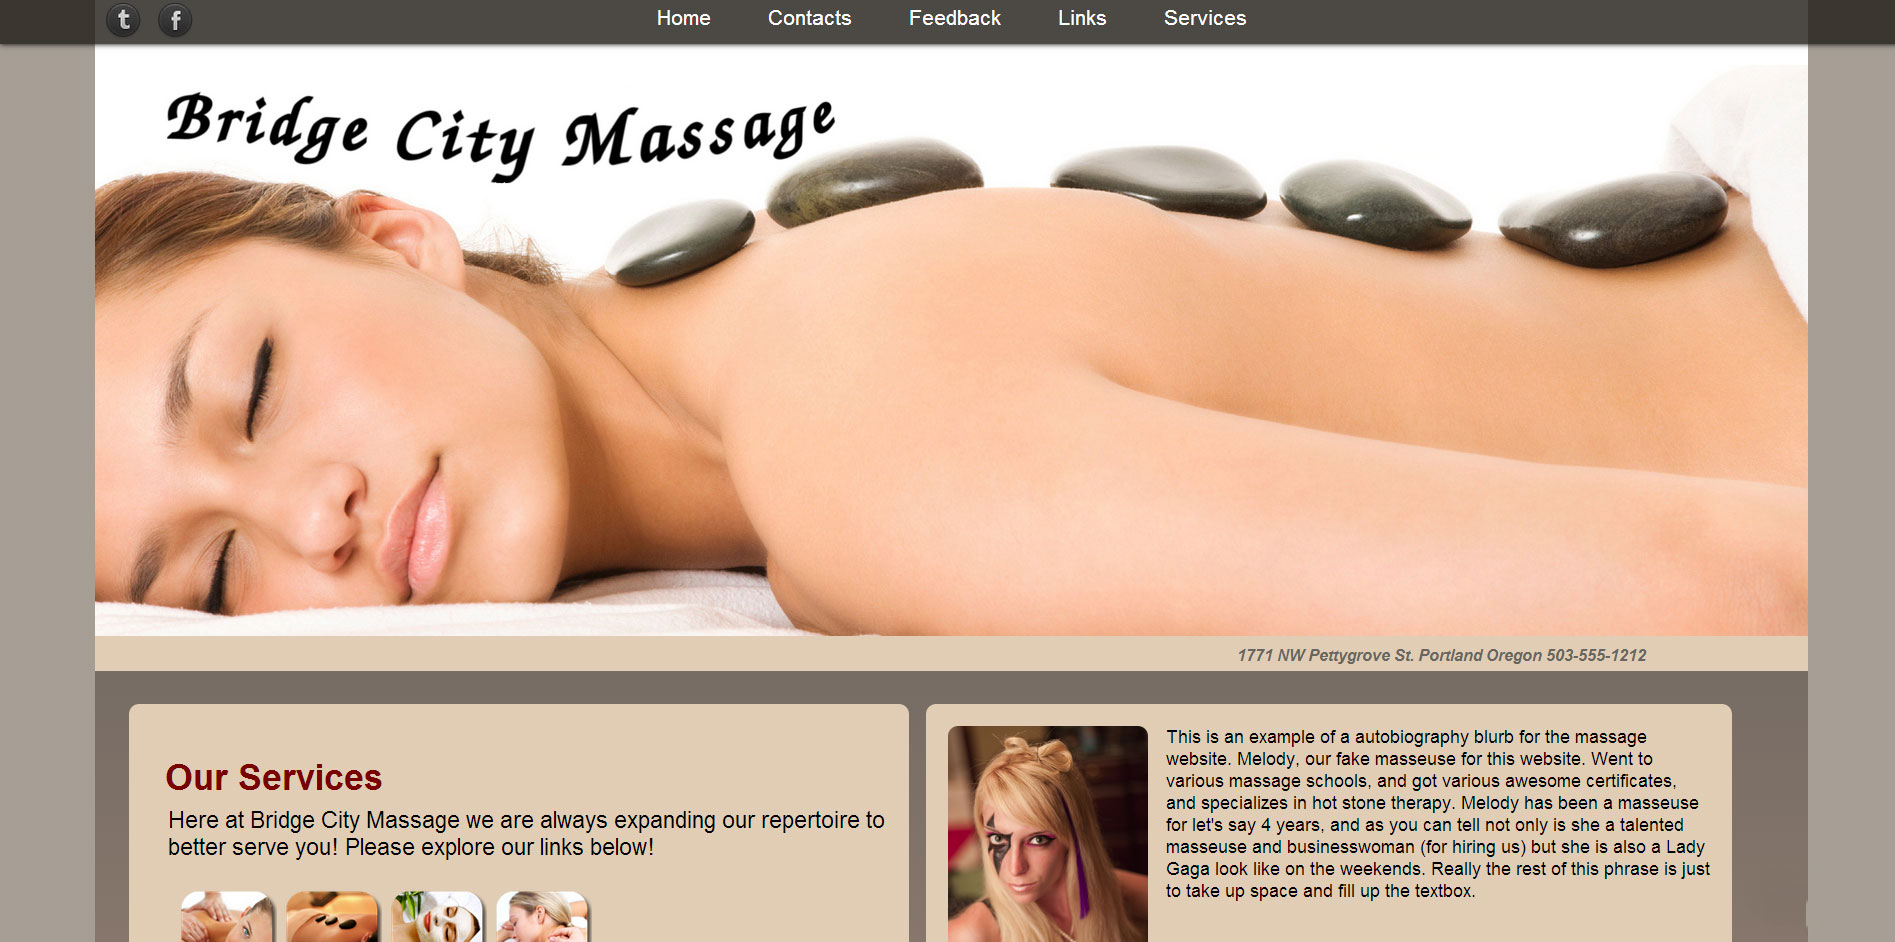 t f Home Contacts Feedback Links Services
Bridge City Massage
1771 NW Pettygrove St. Portland Oregon 503-555-1212
Our Services
Here at Bridge City Massage we are always expanding our repertoire to
better serve you! Please explore our links below!
This is an example of a autobiography blurb for the massage
website. Melody, our fake masseuse for this website. Went to
various massage schools, and got various awesome certificates,
and specializes in hot stone therapy. Melody has been a masseuse
for let's say 4 years, and as you can tell not only is she a talented
masseuse and businesswoman (for hiring us) but she is also a Lady
Gaga look like on the weekends. Really the rest of this phrase is just
to take up space and fill up the textbox.